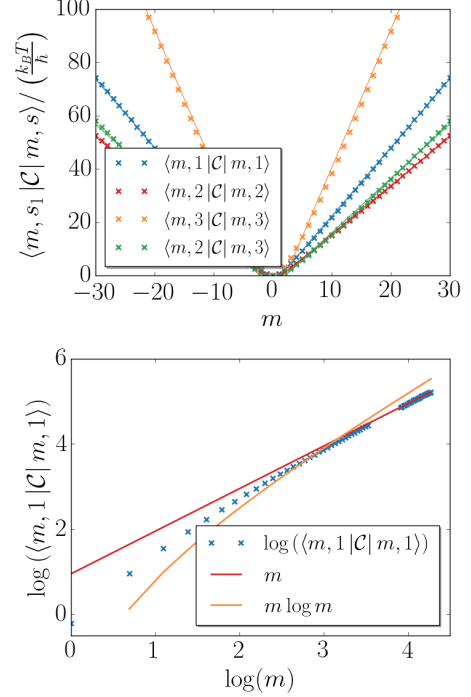 ⟨m, s₁ |𝒞| m, s⟩ / (k_B T / ħ)
100
80
60
40
20
0
⟨m, 1 |𝒞| m, 1⟩
⟨m, 2 |𝒞| m, 2⟩
⟨m, 3 |𝒞| m, 3⟩
⟨m, 2 |𝒞| m, 3⟩
−30 −20 −10 0 10 20 30
m
log (⟨m, 1 |𝒞| m, 1⟩)
6
4
2
0
log (⟨m, 1 |𝒞| m, 1⟩)
m
m log m
0 1 2 3 4
log(m)